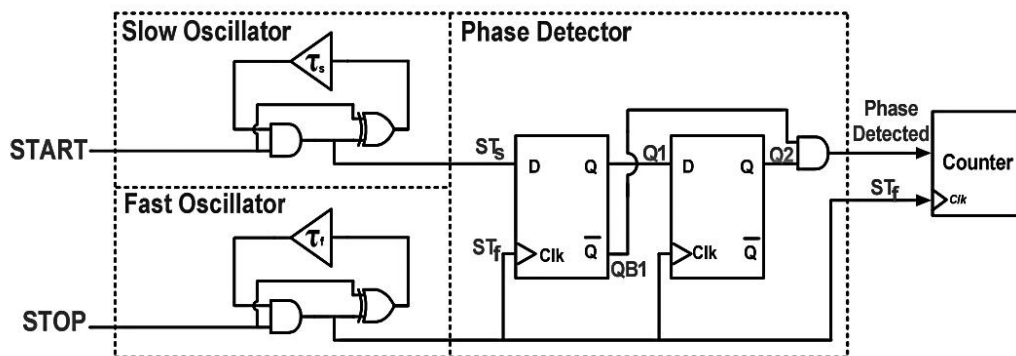 Slow Oscillator
Phase Detector
τs
START
STs
D
Q
Q1
D
Q
Q2
Phase
Detected
Counter
STf
Clk
Fast Oscillator
τf
STf
Clk
Q
QB1
Clk
Q
STOP